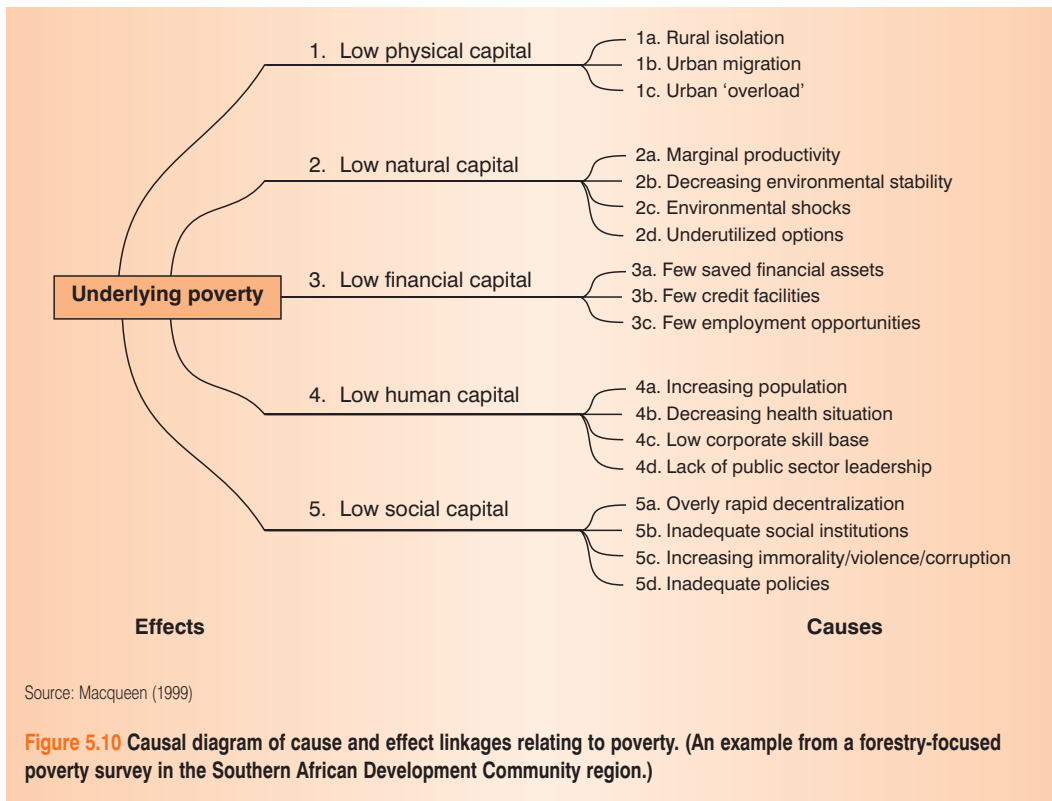 1. Low physical capital
1a. Rural isolation
1b. Urban migration
1c. Urban ‘overload’
2. Low natural capital
2a. Marginal productivity
2b. Decreasing environmental stability
2c. Environmental shocks
2d. Underutilized options
Underlying poverty
3. Low financial capital
3a. Few saved financial assets
3b. Few credit facilities
3c. Few employment opportunities
4. Low human capital
4a. Increasing population
4b. Decreasing health situation
4c. Low corporate skill base
4d. Lack of public sector leadership
5. Low social capital
5a. Overly rapid decentralization
5b. Inadequate social institutions
5c. Increasing immorality/violence/corruption
5d. Inadequate policies
Effects
Causes
Source: Macqueen (1999)
Figure 5.10 Causal diagram of cause and effect linkages relating to poverty. (An example from a forestry-focused
poverty survey in the Southern African Development Community region.)